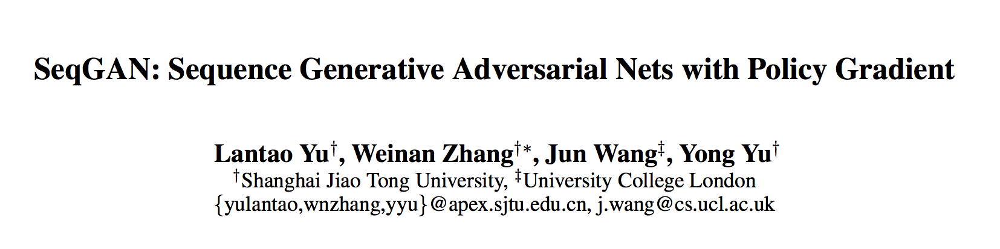 SeqGAN: Sequence Generative Adversarial Nets with Policy Gradient
Lantao Yu†, Weinan Zhang†*, Jun Wang‡, Yong Yu†
†Shanghai Jiao Tong University, ‡University College London
{yulantao,wnzhang,yyu}@apex.sjtu.edu.cn, j.wang@cs.ucl.ac.uk